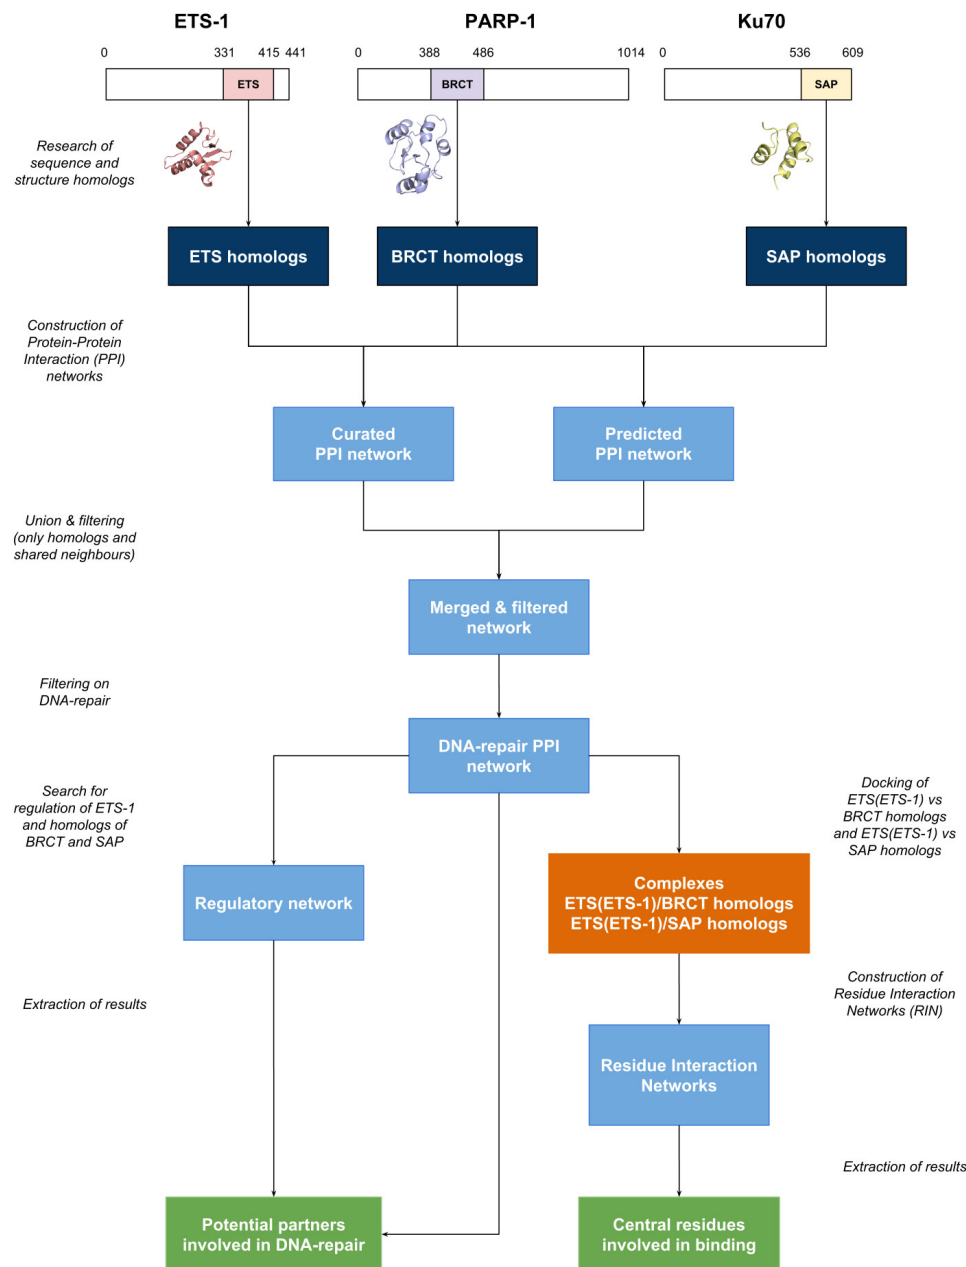 ETS-1
PARP-1
Ku70
0 331 415 441
0 388 486 1014
0 536 609
ETS
BRCT
SAP
Research of
sequence and
structure homologs
ETS homologs
BRCT homologs
SAP homologs
Construction of
Protein-Protein
Interaction (PPI)
networks
Curated
PPI network
Predicted
PPI network
Union & filtering
(only homologs and
shared neighbours)
Merged & filtered
network
Filtering on
DNA-repair
DNA-repair PPI
network
Search for
regulation of ETS-1
and homologs of
BRCT and SAP
Docking of
ETS(ETS-1) vs
BRCT homologs
and ETS(ETS-1) vs
SAP homologs
Regulatory network
Complexes
ETS(ETS-1)/BRCT homologs
ETS(ETS-1)/SAP homologs
Extraction of results
Construction of
Residue Interaction
Networks (RIN)
Residue Interaction
Networks
Extraction of results
Potential partners
involved in DNA-repair
Central residues
involved in binding